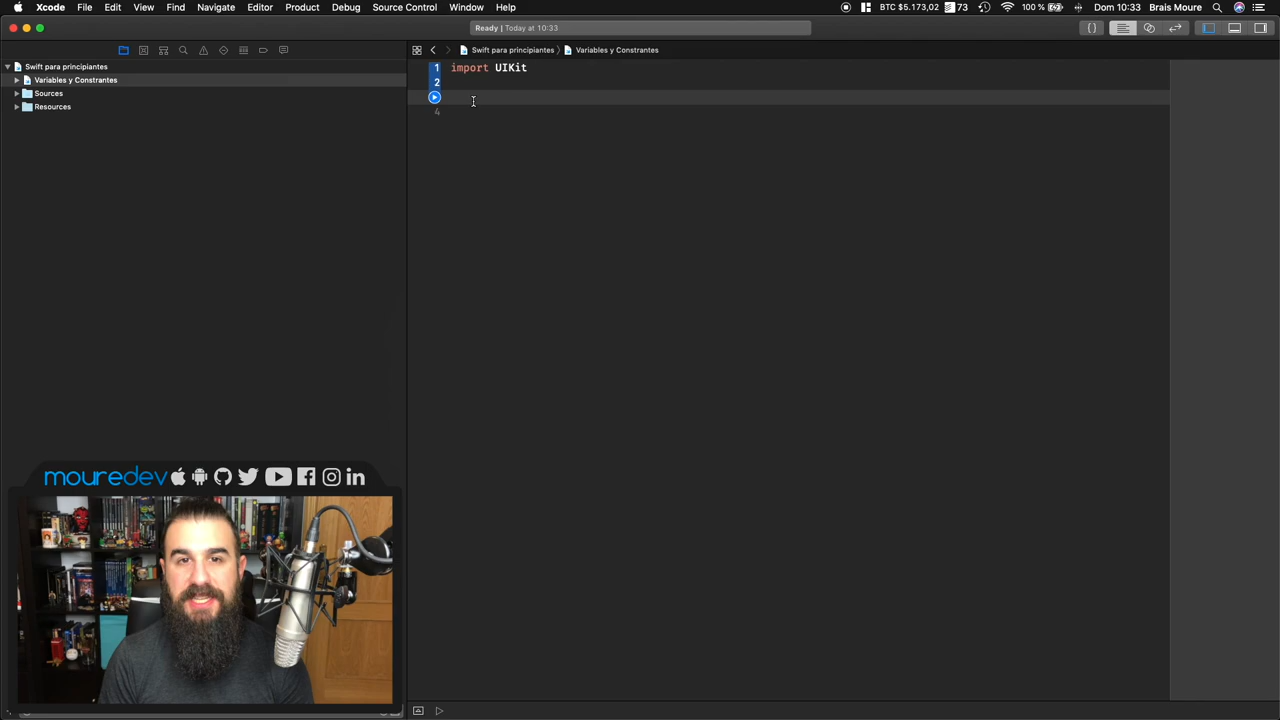 Xcode File Edit View Find Navigate Editor Product Debug Source Control Window Help BTC $5.173,02 73 100 % Dom 10:33 Brais Moure
Ready | Today at 10:33
Swift para principiantes
Variables y Constrantes
Sources
Resources
Swift para principiantes Variables y Constrantes
1 import UIKit
2
4
mouredev